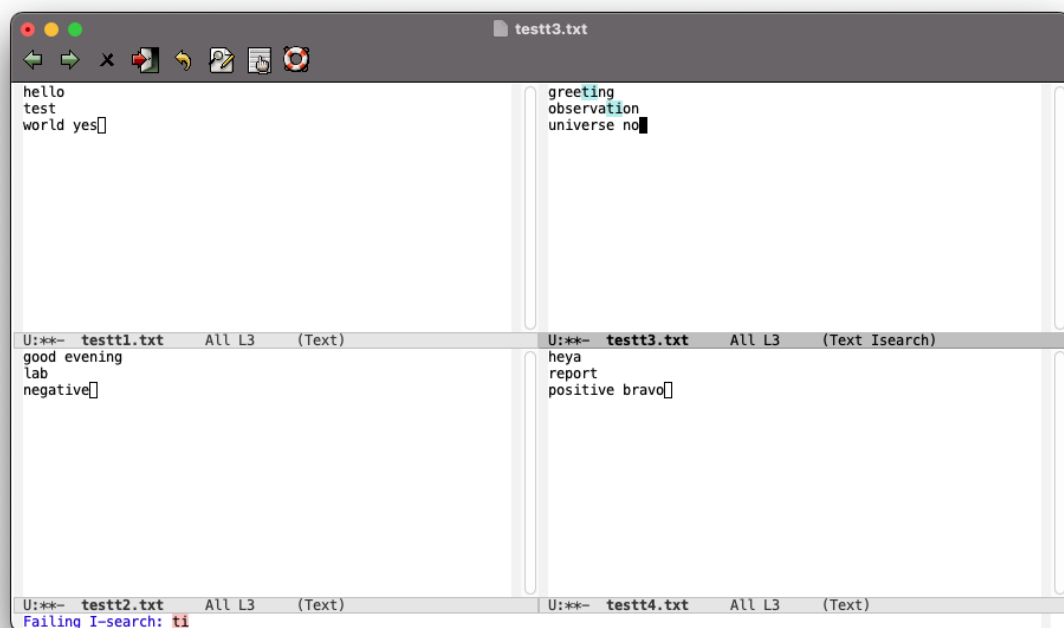 testt3.txt
hello
test
world yes
U:**-  testt1.txt     All L3     (Text)
greeting
observation
universe no
U:**-  testt3.txt     All L3     (Text Isearch)
good evening
lab
negative
U:**-  testt2.txt     All L3     (Text)
heya
report
positive bravo
U:**-  testt4.txt     All L3     (Text)
Failing I-search: ti